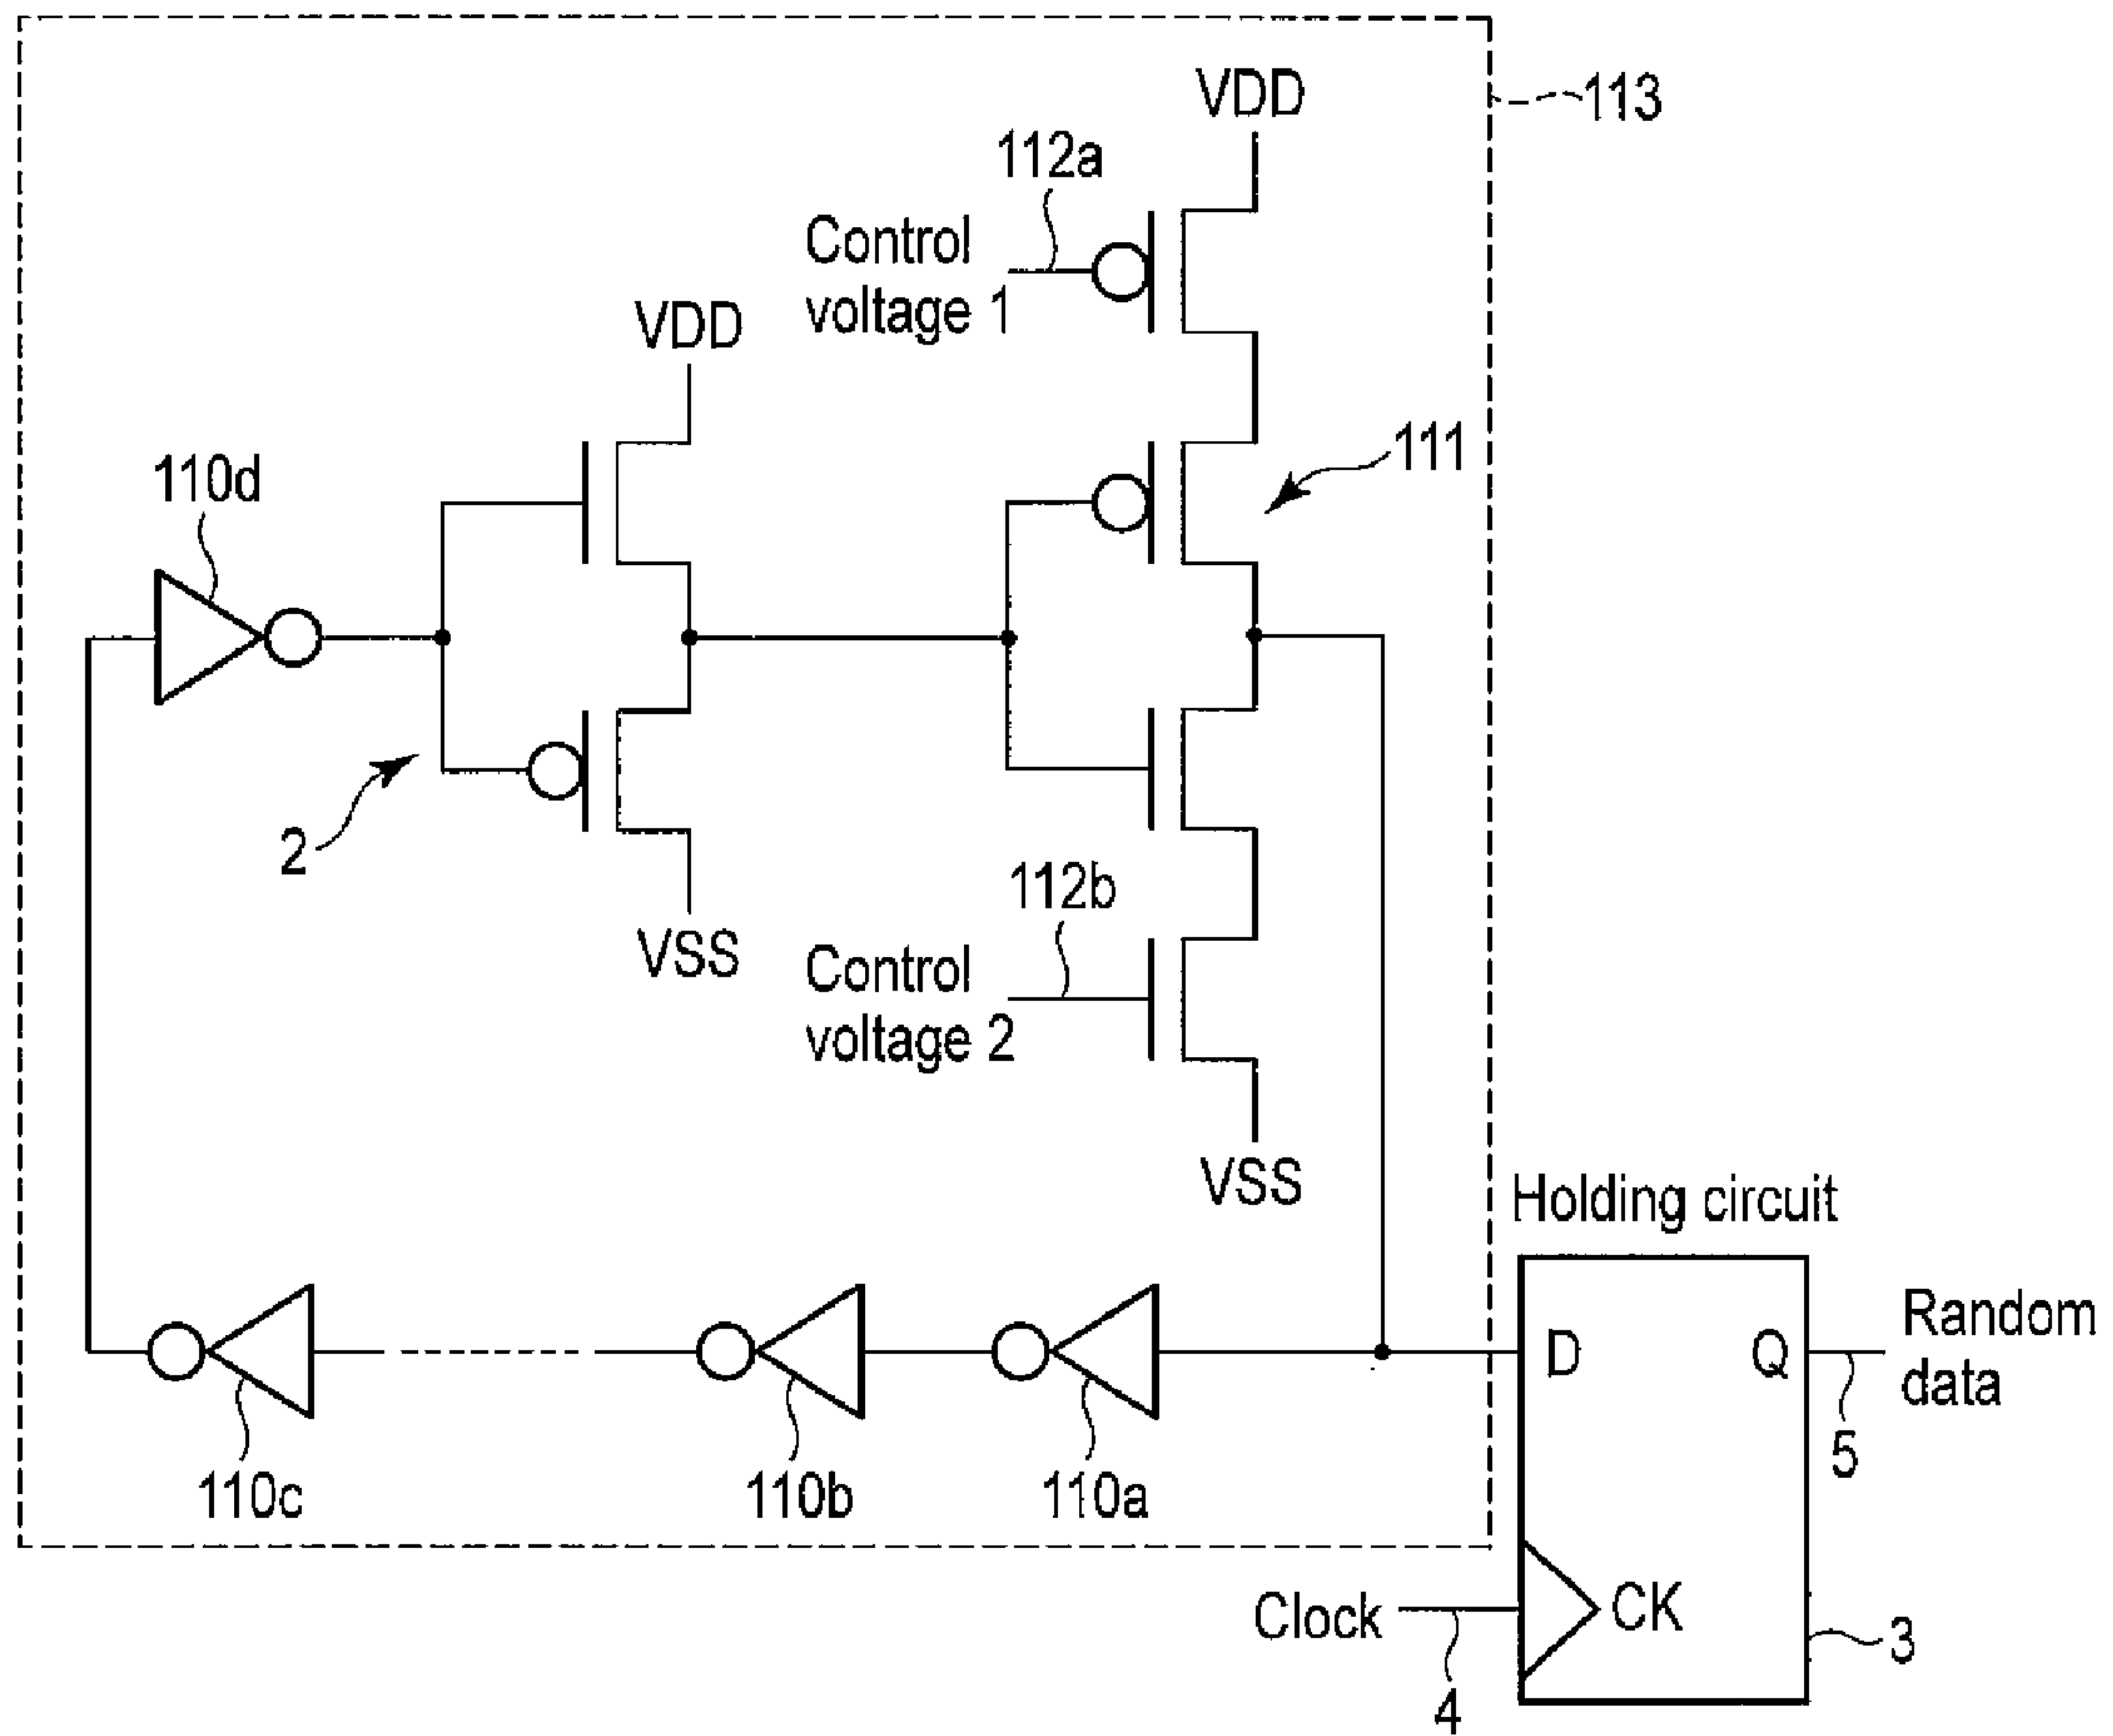 VDD
113
112a
Control
voltage 1
VDD
111
110d
2
112b
VSS
Control
voltage 2
VSS
Holding circuit
D
Q
Random
data
5
110c
110b
110a
Clock
CK
3
4